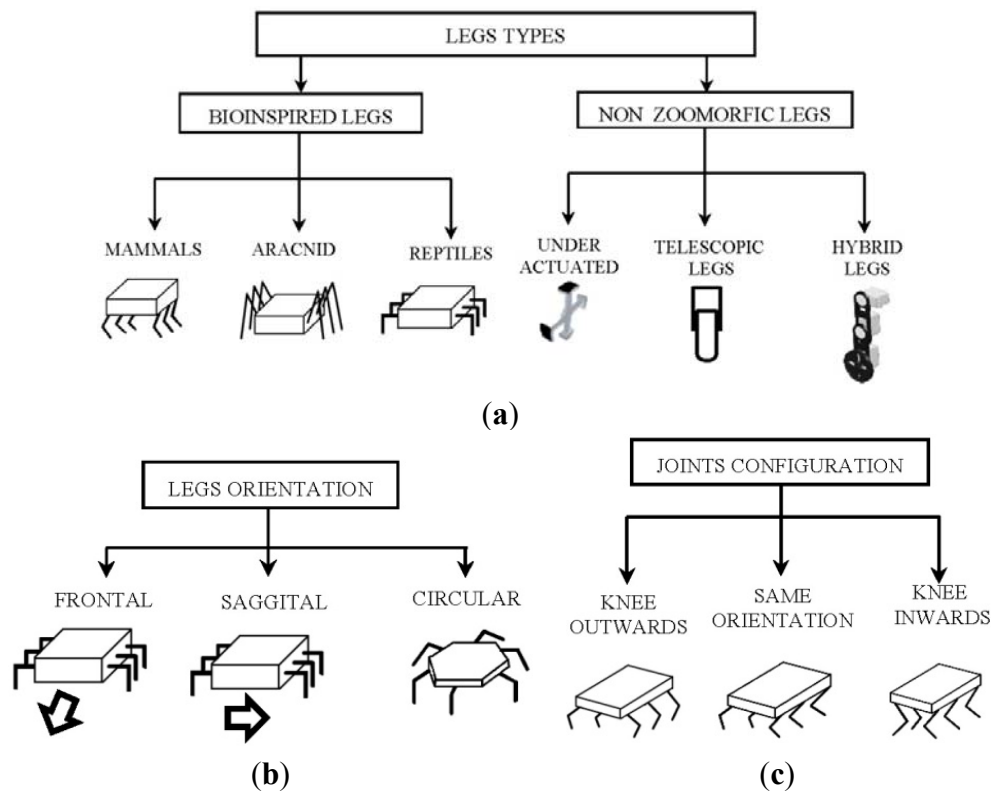 LEGS TYPES
BIOINSPIRED LEGS
NON ZOOMORFIC LEGS
MAMMALS
ARACNID
REPTILES
UNDER
ACTUATED
TELESCOPIC
LEGS
HYBRID
LEGS
(a)
LEGS ORIENTATION
FRONTAL
SAGGITAL
CIRCULAR
(b)
JOINTS CONFIGURATION
KNEE
OUTWARDS
SAME
ORIENTATION
KNEE
INWARDS
(c)